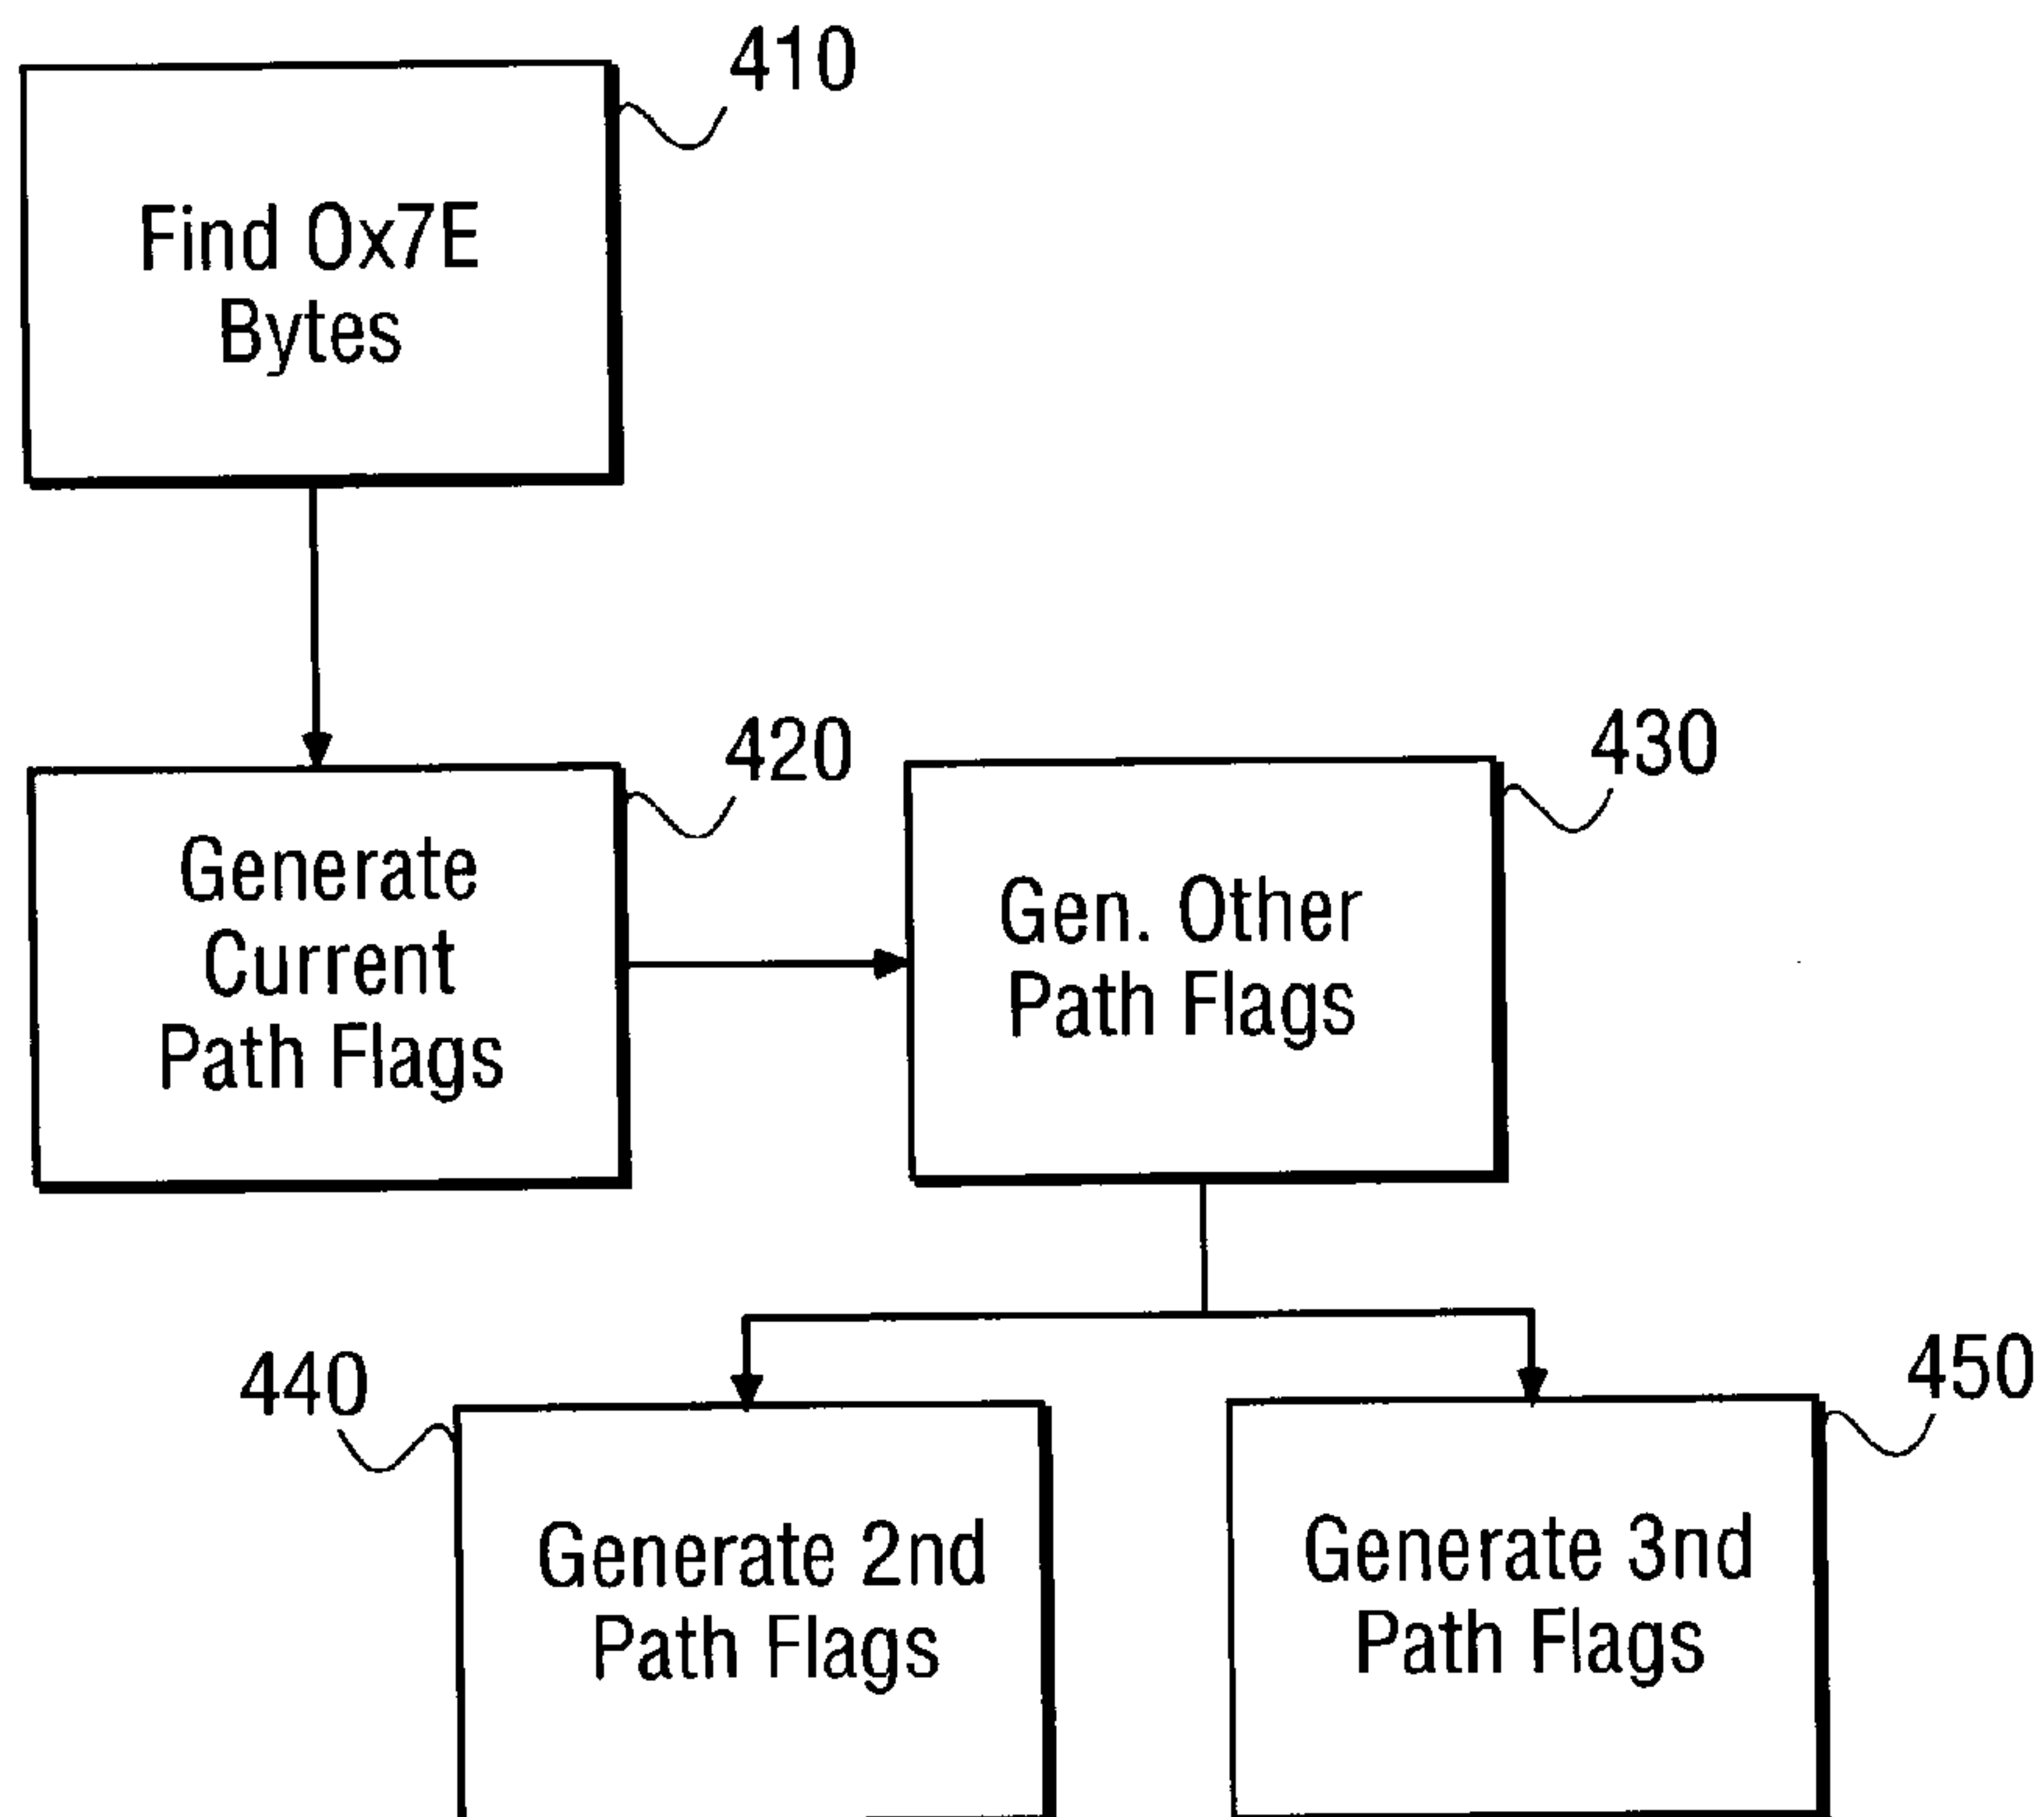 410
Find 0x7E
Bytes
420
Generate
Current
Path Flags
430
Gen. Other
Path Flags
440
Generate 2nd
Path Flags
450
Generate 3nd
Path Flags